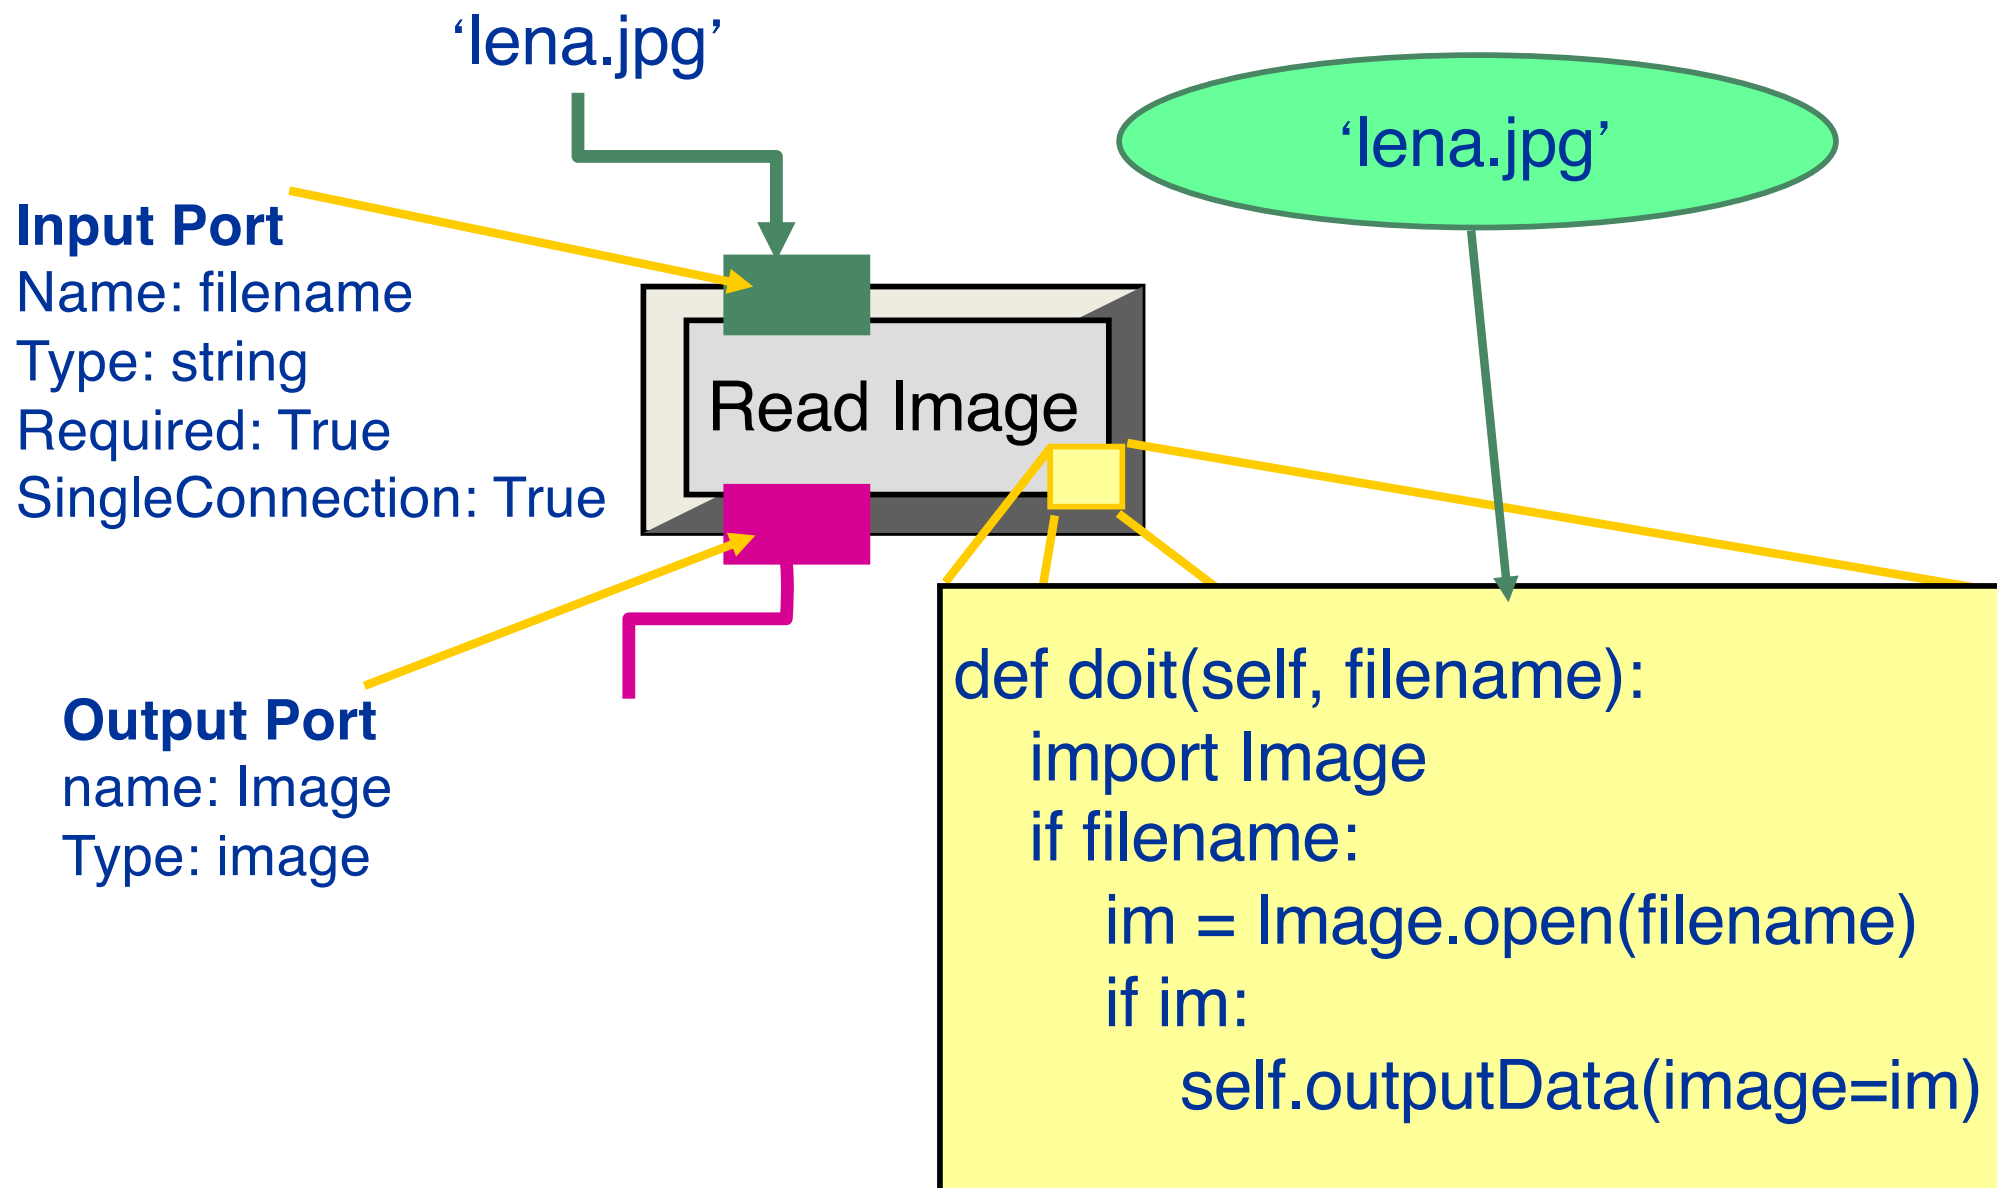 ‘lena.jpg’
‘lena.jpg’
Input Port
Name: filename
Type: string
Required: True
SingleConnection: True
Read Image
Output Port
name: Image
Type: image
def doit(self, filename):
import Image
if filename:
im = Image.open(filename)
if im:
self.outputData(image=im)